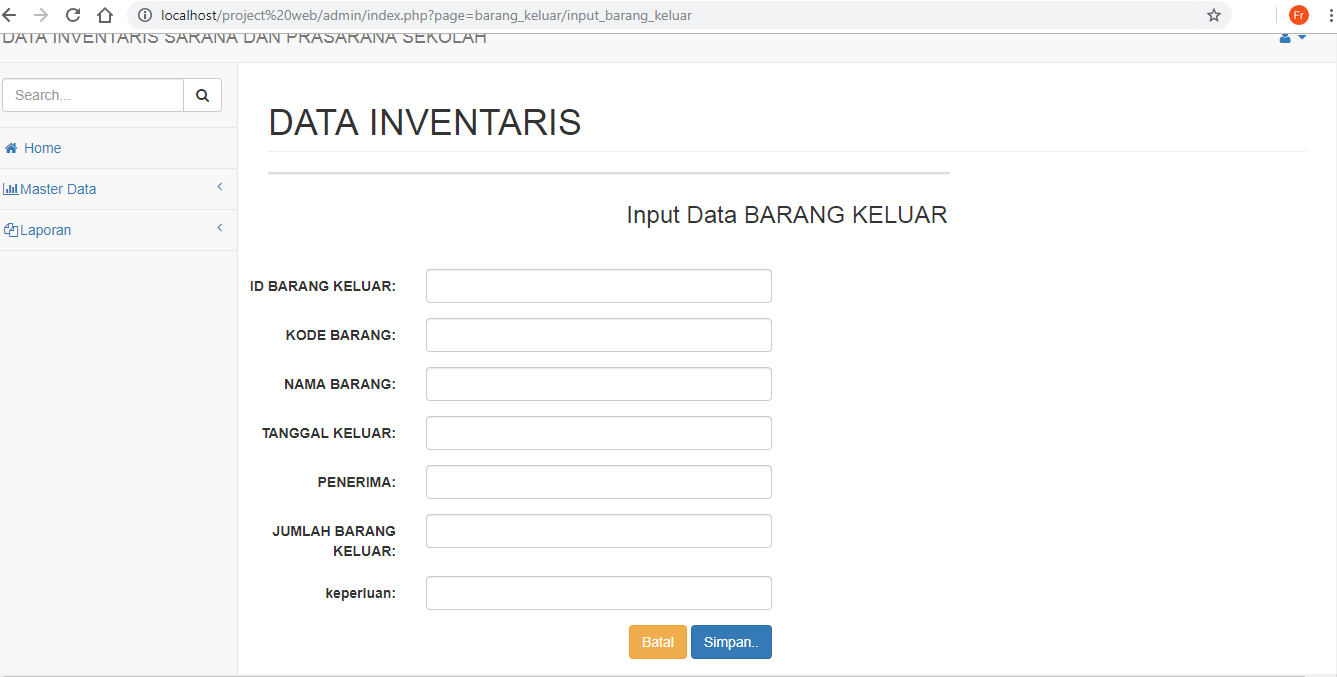 localhost/project%20web/admin/index.php?page=barang_keluar/input_barang_keluar
Fr
DATA INVENTARIS SARANA DAN PRASARANA SEKOLAH
Search...
Home
Master Data
Laporan
DATA INVENTARIS
Input Data BARANG KELUAR
ID BARANG KELUAR:
KODE BARANG:
NAMA BARANG:
TANGGAL KELUAR:
PENERIMA:
JUMLAH BARANG
KELUAR:
keperluan:
Batal
Simpan..